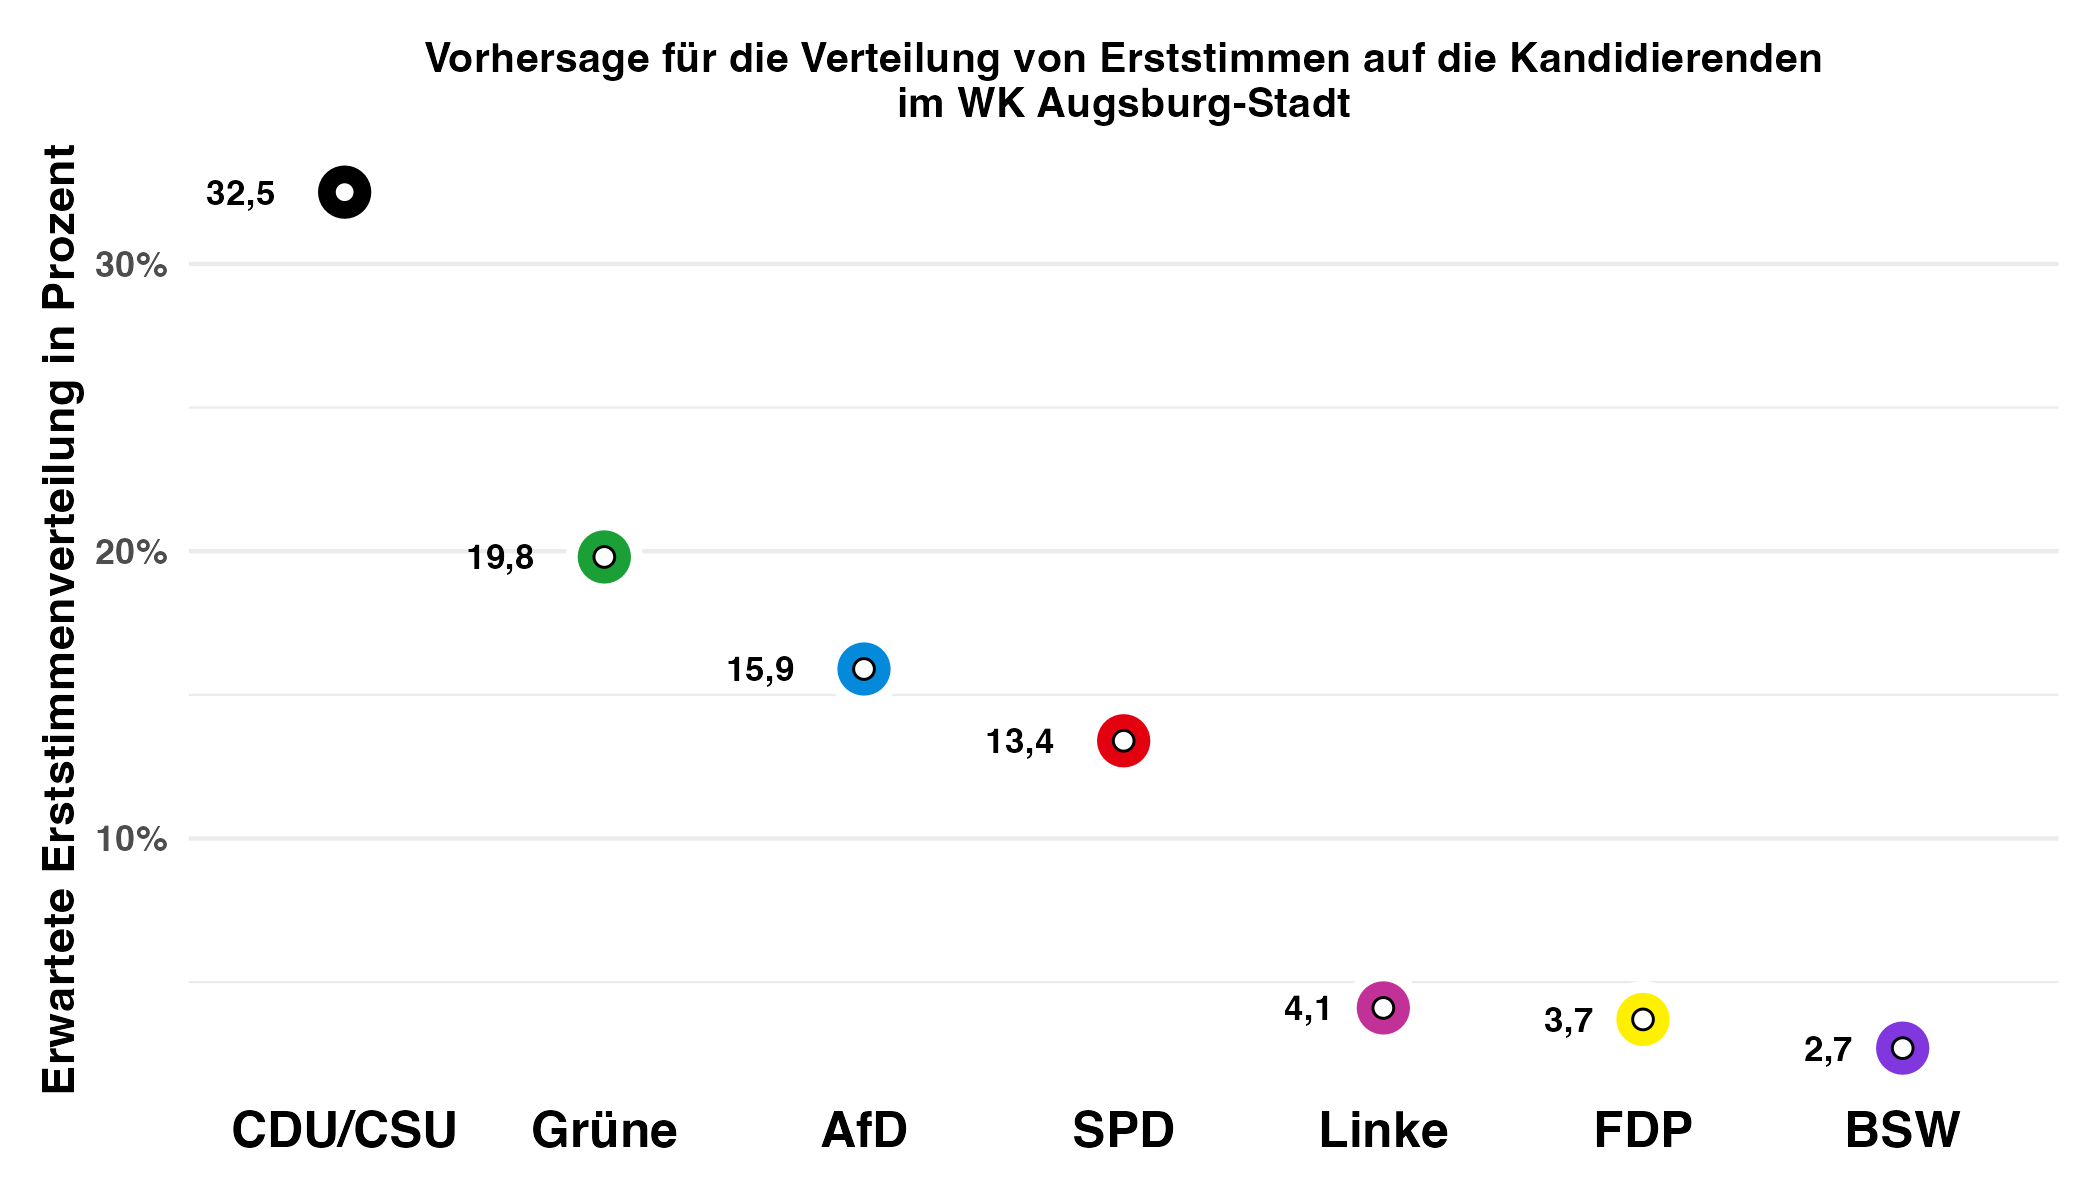 Vorhersage für die Verteilung von Erststimmen auf die Kandidierenden
im WK Augsburg-Stadt
Erwartete Erststimmenverteilung in Prozent
30%
20%
10%
32,5
19,8
15,9
13,4
4,1
3,7
2,7
CDU/CSU
Grüne
AfD
SPD
Linke
FDP
BSW